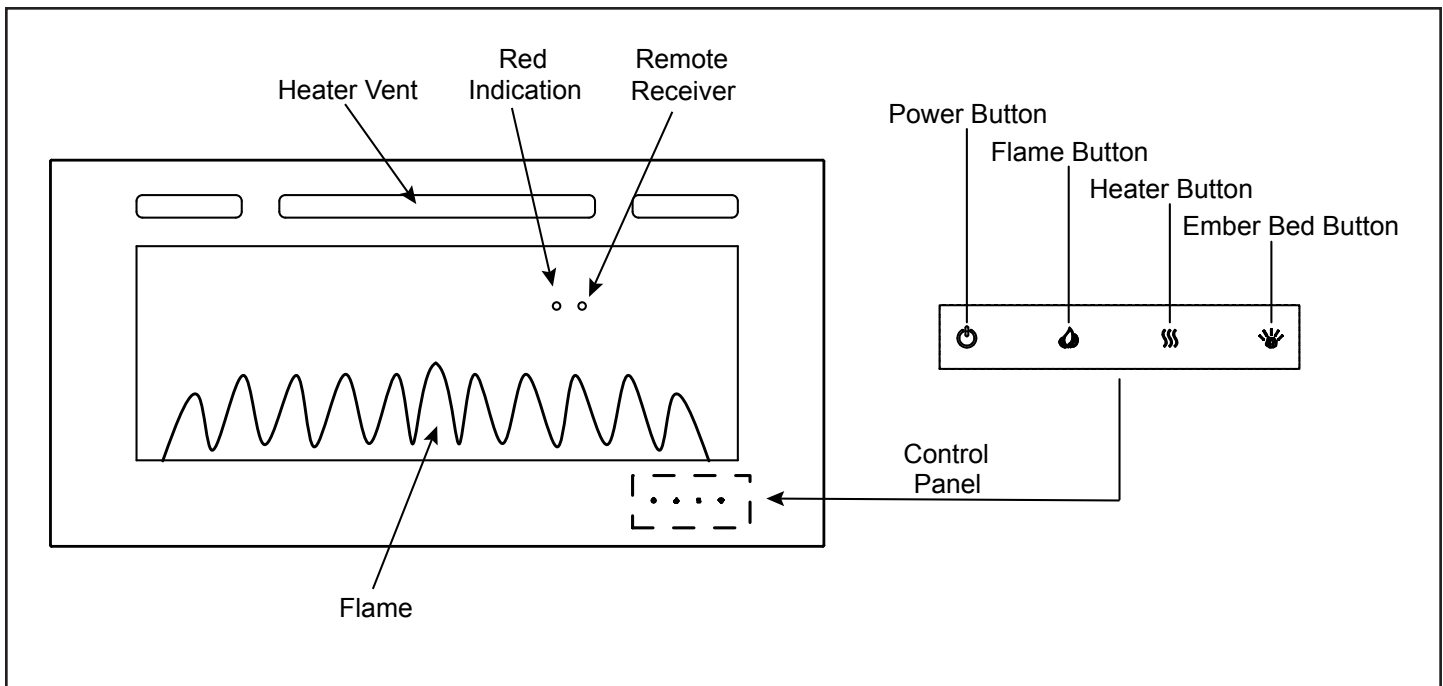 Red
Indication
Remote
Receiver
Heater Vent
Power Button
Flame Button
Heater Button
Ember Bed Button
Control
Panel
Flame